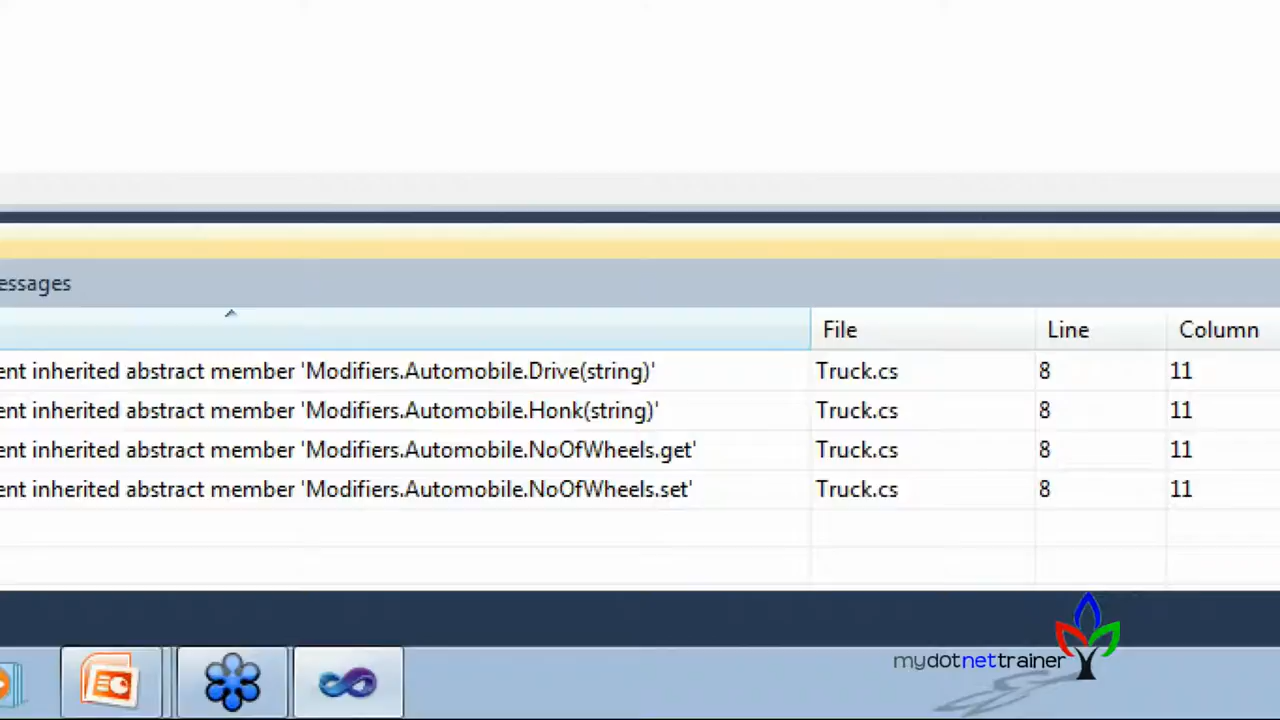 essages
File Line Column
ent inherited abstract member 'Modifiers.Automobile.Drive(string)' Truck.cs 8 11
ent inherited abstract member 'Modifiers.Automobile.Honk(string)' Truck.cs 8 11
ent inherited abstract member 'Modifiers.Automobile.NoOfWheels.get' Truck.cs 8 11
ent inherited abstract member 'Modifiers.Automobile.NoOfWheels.set' Truck.cs 8 11
mydotnettrainer